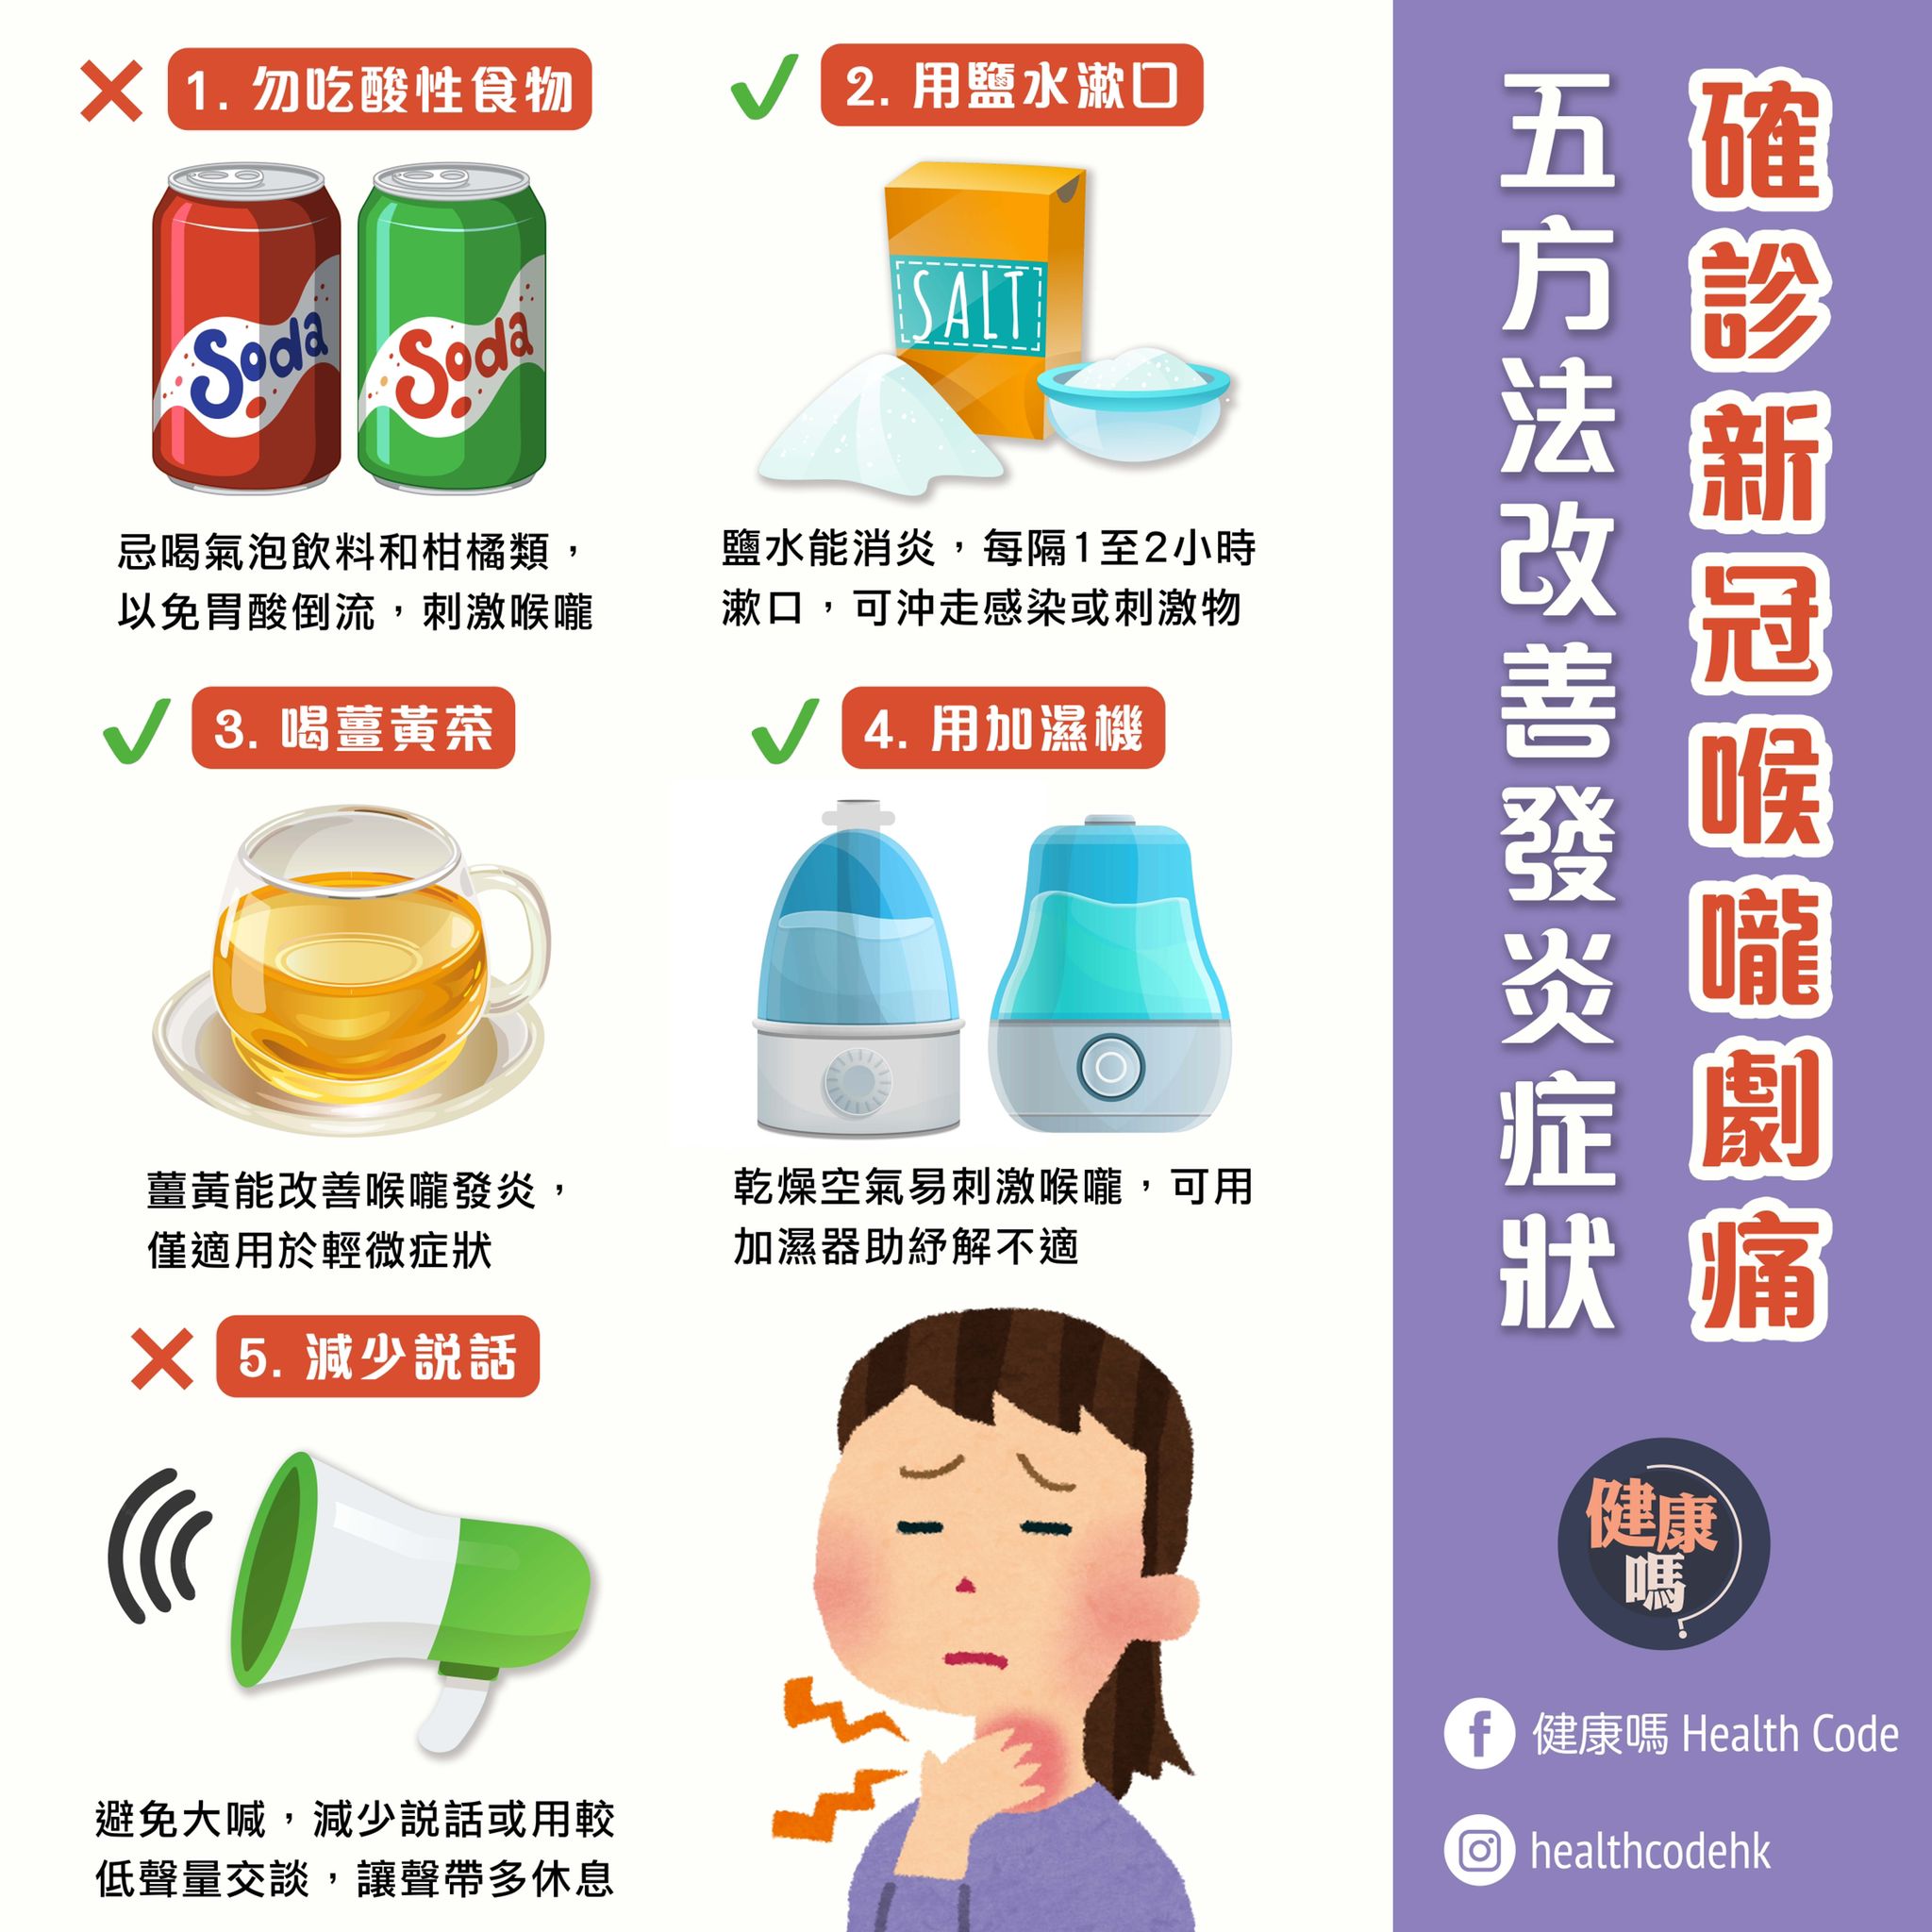 確診新冠喉嚨劇痛
五方法改善發炎症狀
1. 勿吃酸性食物
Soda
Soda
忌喝氣泡飲料和柑橘類，
以免胃酸倒流，刺激喉嚨
2. 用鹽水漱口
SALT
鹽水能消炎，每隔1至2小時
漱口，可沖走感染或刺激物
3. 喝薑黃茶
薑黃能改善喉嚨發炎，
僅適用於輕微症狀
4. 用加濕機
乾燥空氣易刺激喉嚨，可用
加濕器助紓解不適
5. 減少説話
避免大喊，減少説話或用較
低聲量交談，讓聲帶多休息
健康
嗎?
健康嗎 Health Code
healthcodehk